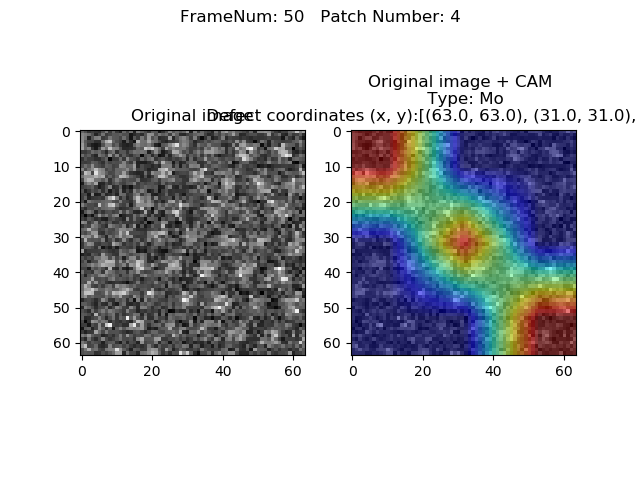 FrameNum: 50   Patch Number: 4
Original image + CAM
Type: Mo
Original image
Defect coordinates (x, y):[(63.0, 63.0), (31.0, 31.0),
0
10
20
30
40
50
60
0 20 40 60
0
10
20
30
40
50
60
0 20 40 60